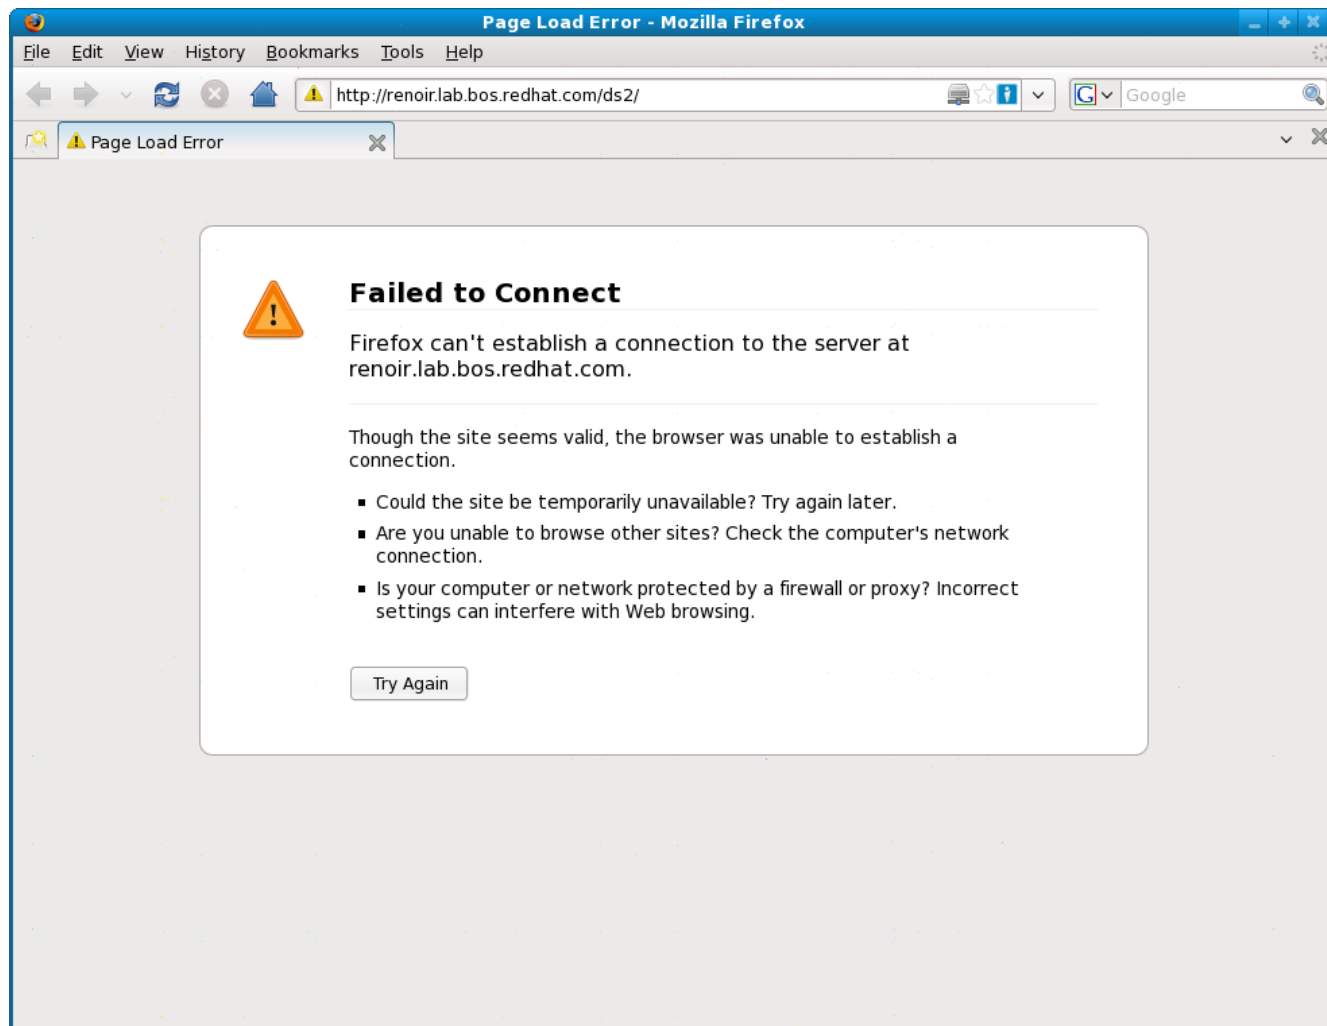 Page Load Error - Mozilla Firefox
File Edit View History Bookmarks Tools Help
http://renoir.lab.bos.redhat.com/ds2/ G Google
Page Load Error
Failed to Connect
Firefox can't establish a connection to the server at
renoir.lab.bos.redhat.com.
Though the site seems valid, the browser was unable to establish a
connection.
Could the site be temporarily unavailable? Try again later.
Are you unable to browse other sites? Check the computer's network
connection.
Is your computer or network protected by a firewall or proxy? Incorrect
settings can interfere with Web browsing.
Try Again